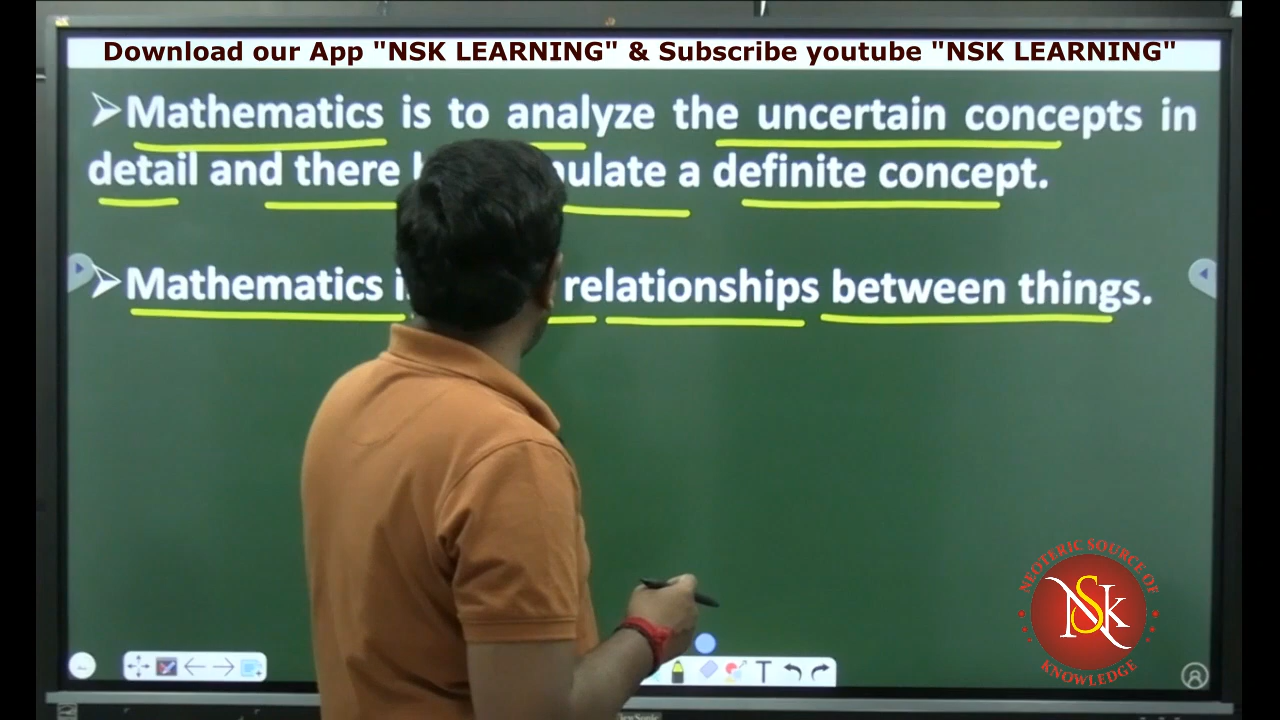 Download our App "NSK LEARNING" & Subscribe youtube "NSK LEARNING"
➢Mathematics is to analyze the uncertain concepts in
detail and there a definite concept.
➢Mathematics relationships between things.
NEOTERIC SOURCE OF
NSK
KNOWLEDGE
T